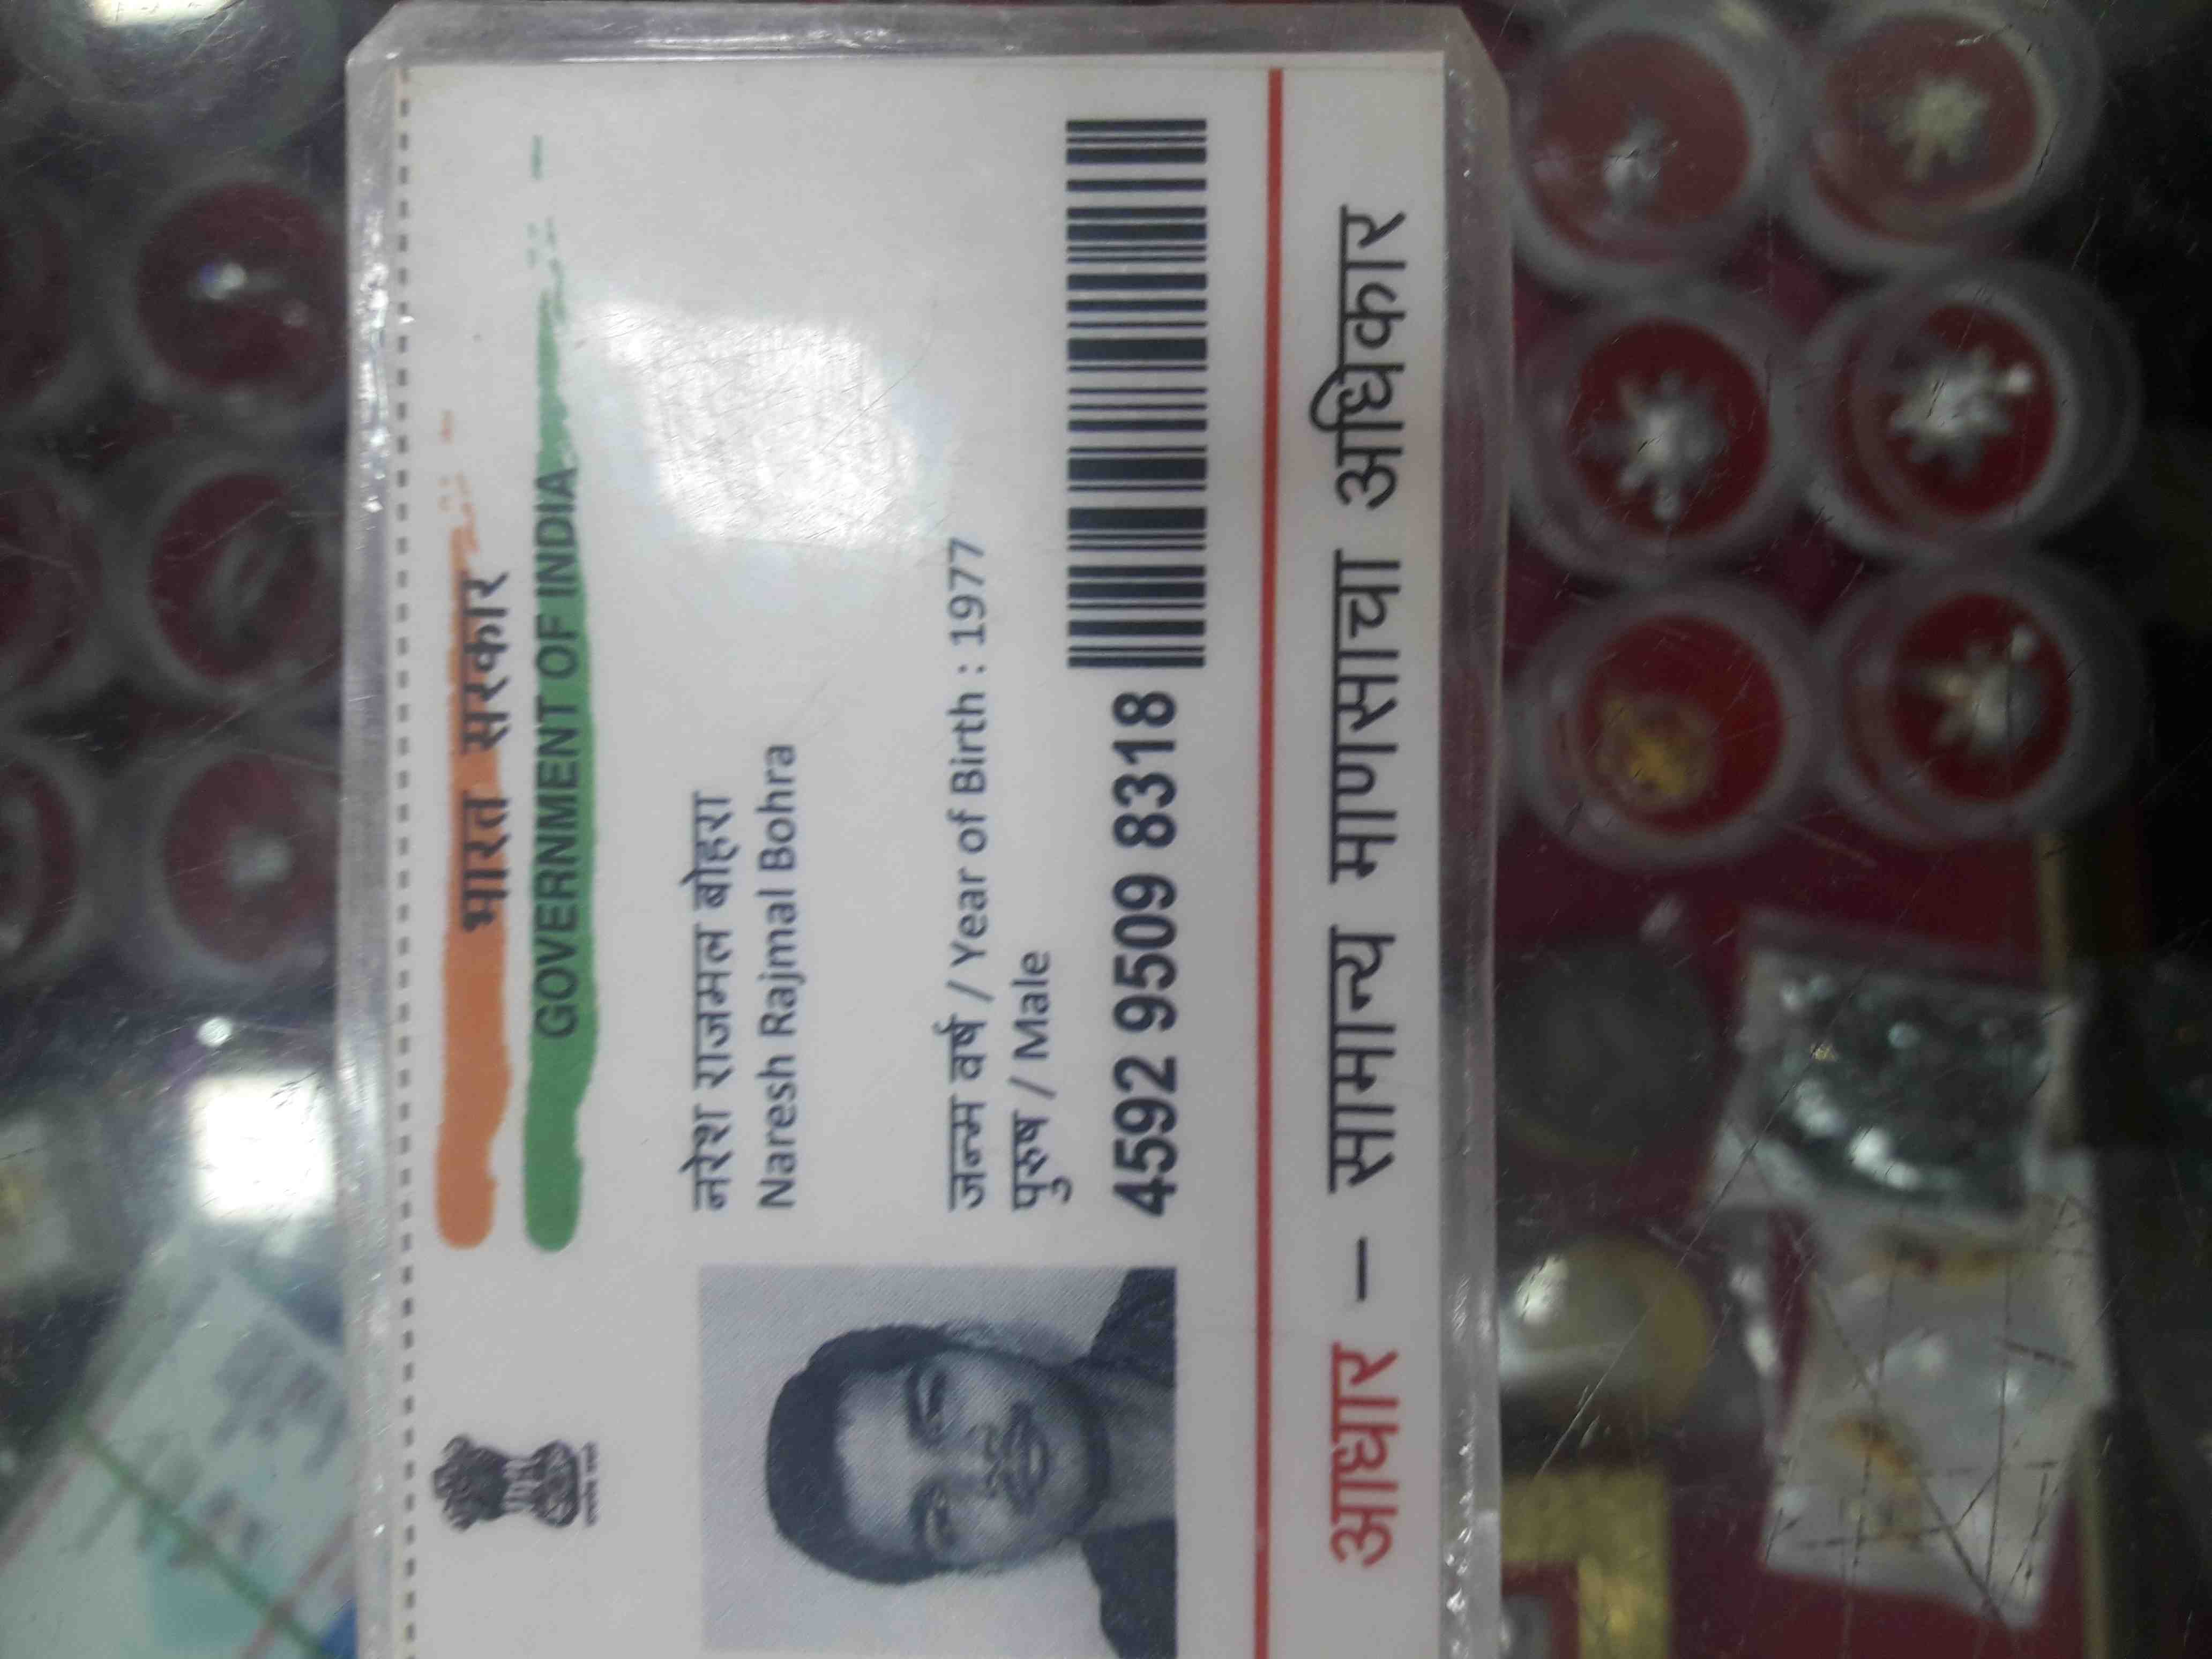 भारत सरकार
GOVERNMENT OF INDIA
नरेश राजमल बोहरा
Naresh Rajmal Bohra
जन्म वर्ष / Year of Birth : 1977
पुरुष / Male
4592 9509 8318
आधार – सामान्य माणसाचा अधिकार